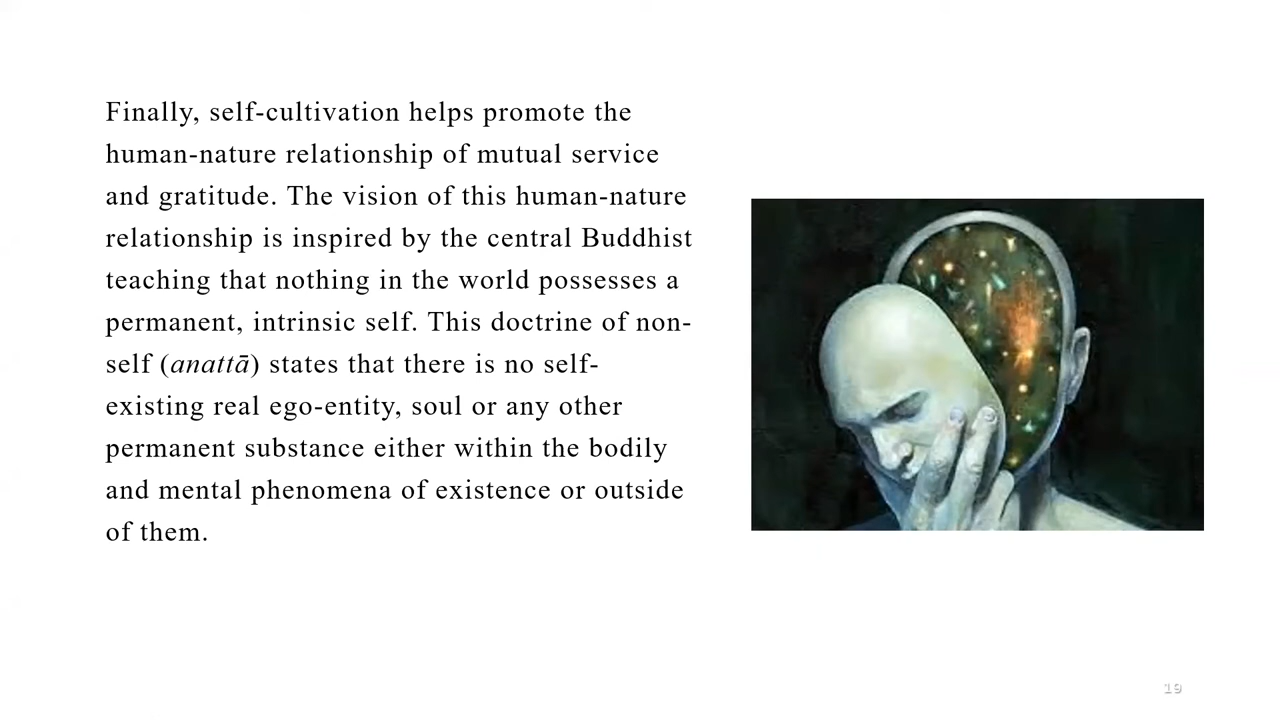 Finally, self-cultivation helps promote the
human-nature relationship of mutual service
and gratitude. The vision of this human-nature
relationship is inspired by the central Buddhist
teaching that nothing in the world possesses a
permanent, intrinsic self. This doctrine of non-
self (anattā) states that there is no self-
existing real ego-entity, soul or any other
permanent substance either within the bodily
and mental phenomena of existence or outside
of them.
19